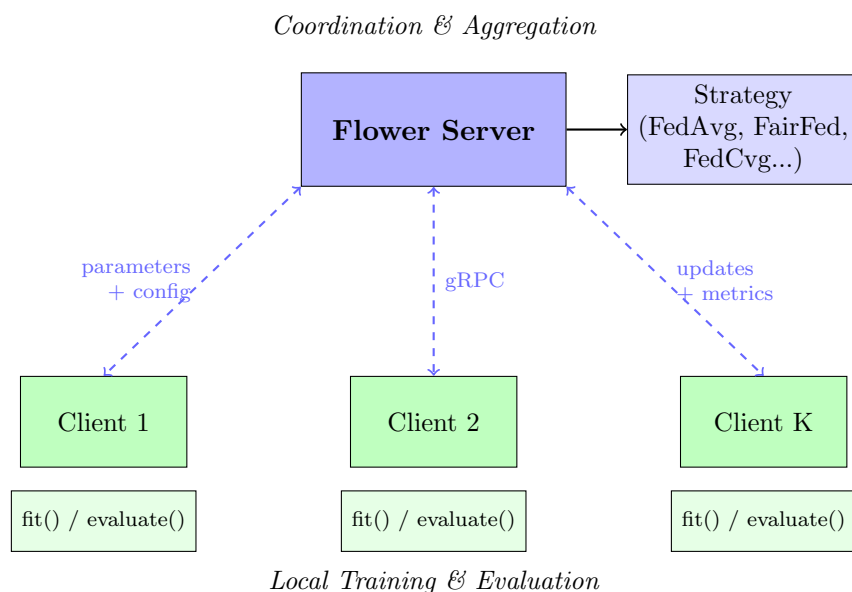 Coordination & Aggregation
Flower Server
Strategy
(FedAvg, FairFed,
FedCvg...)
parameters
+ config
gRPC
updates
+ metrics
Client 1
Client 2
Client K
fit() / evaluate()
fit() / evaluate()
fit() / evaluate()
Local Training & Evaluation